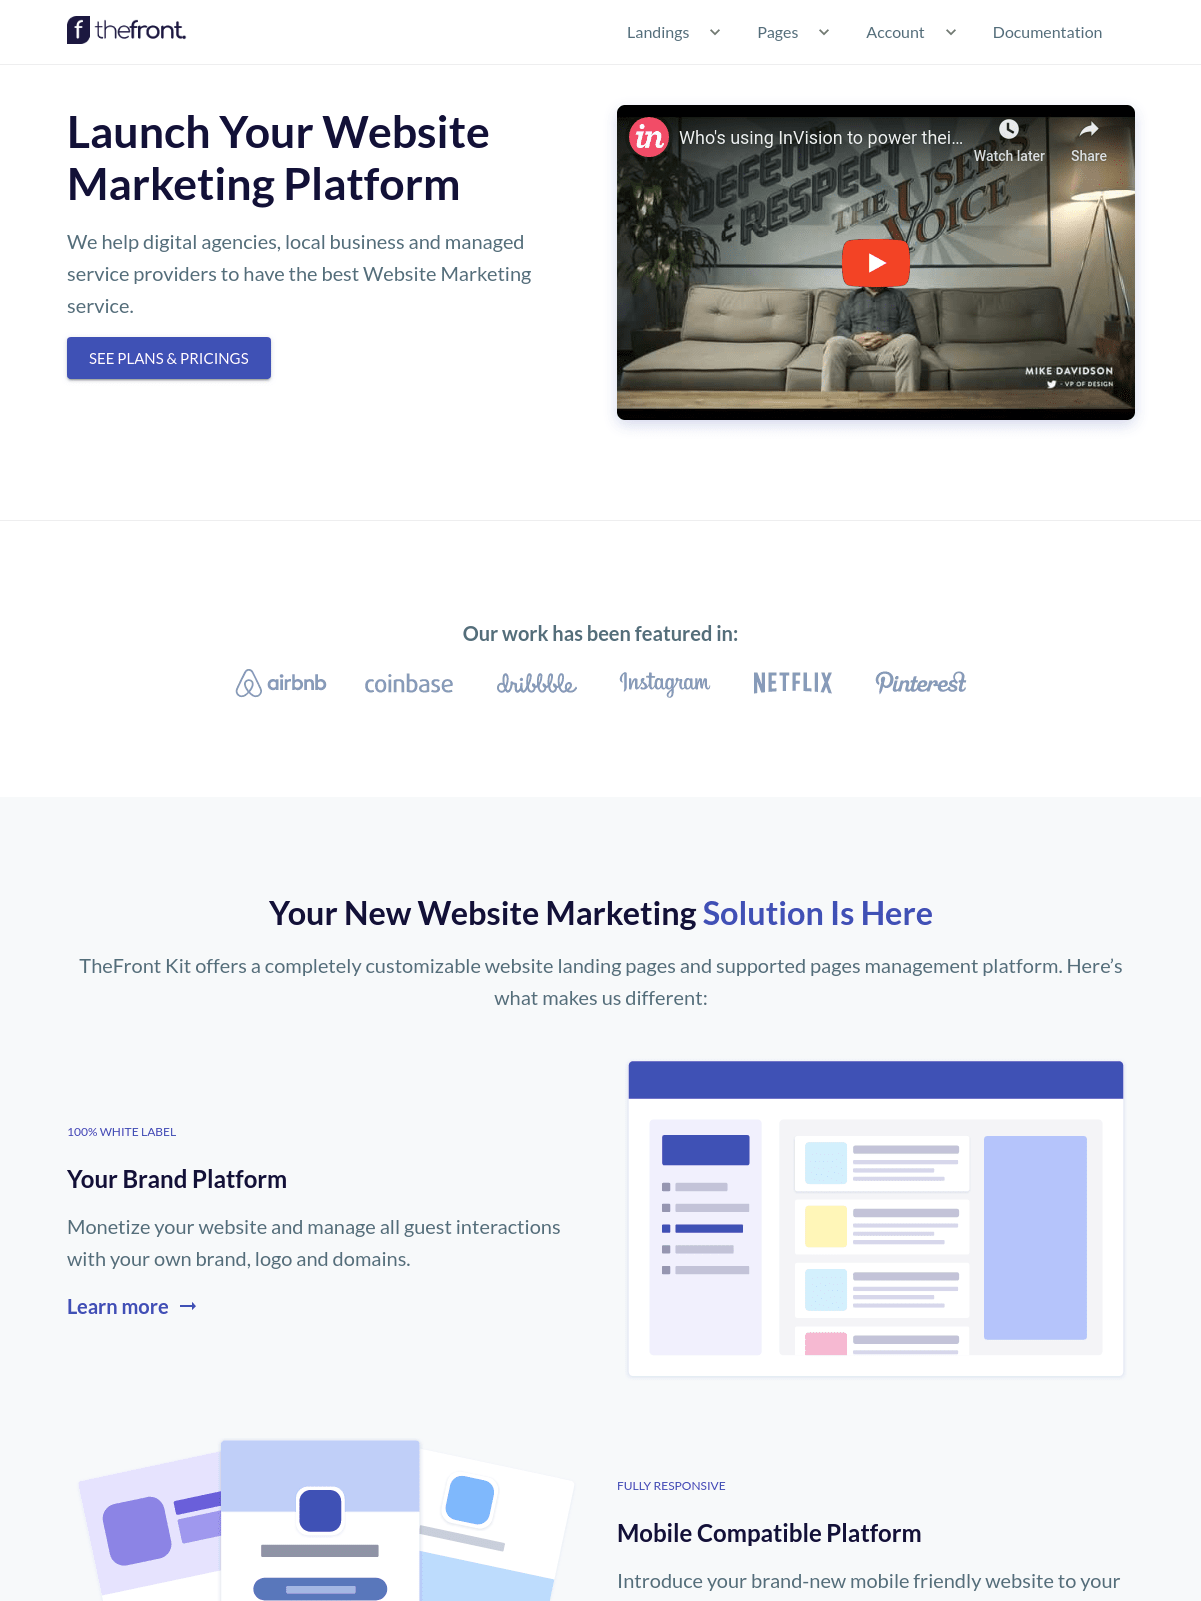 f thefront.
Landings Pages Account Documentation
Launch Your Website
Marketing Platform
We help digital agencies, local business and managed
service providers to have the best Website Marketing
service.
SEE PLANS & PRICINGS
in Who's using InVision to power thei…
Watch later Share
DEFEND
& RESPECT
THE USER'S
VOICE
MIKE DAVIDSON
- VP OF DESIGN
Our work has been featured in:
airbnb coinbase dribbble Instagram NETFLIX Pinterest
Your New Website Marketing Solution Is Here
TheFront Kit offers a completely customizable website landing pages and supported pages management platform. Here’s
what makes us different:
100% WHITE LABEL
Your Brand Platform
Monetize your website and manage all guest interactions
with your own brand, logo and domains.
Learn more
FULLY RESPONSIVE
Mobile Compatible Platform
Introduce your brand-new mobile friendly website to your